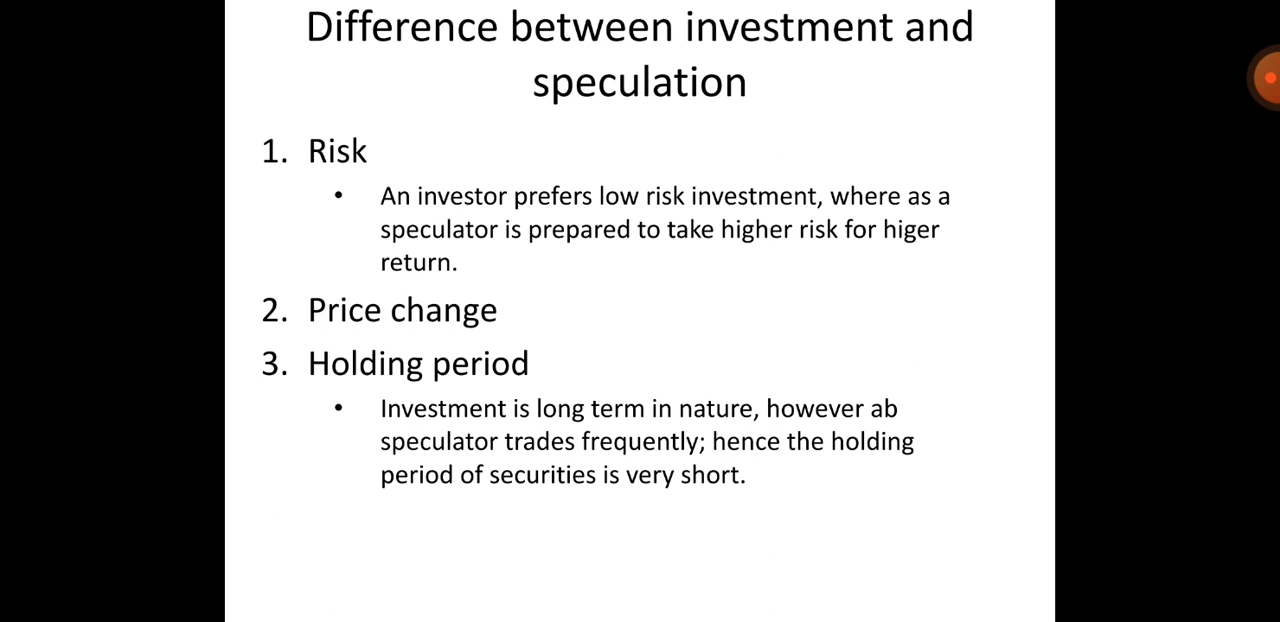 Difference between investment and
speculation
1. Risk
• An investor prefers low risk investment, where as a
speculator is prepared to take higher risk for higer
return.
2. Price change
3. Holding period
• Investment is long term in nature, however ab
speculator trades frequently; hence the holding
period of securities is very short.